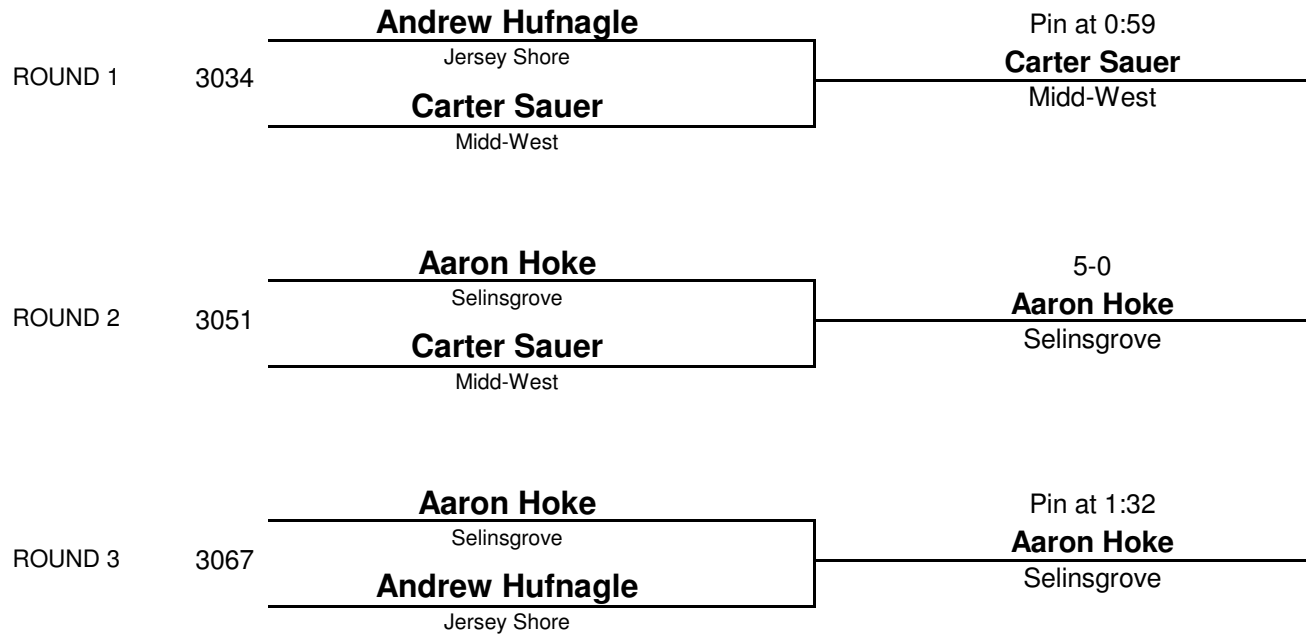 Andrew Hufnagle
Jersey Shore
ROUND 1
3034
Carter Sauer
Midd-West
Pin at 0:59
Carter Sauer
Midd-West
Aaron Hoke
Selinsgrove
ROUND 2
3051
Carter Sauer
Midd-West
5-0
Aaron Hoke
Selinsgrove
Aaron Hoke
Selinsgrove
ROUND 3
3067
Andrew Hufnagle
Jersey Shore
Pin at 1:32
Aaron Hoke
Selinsgrove